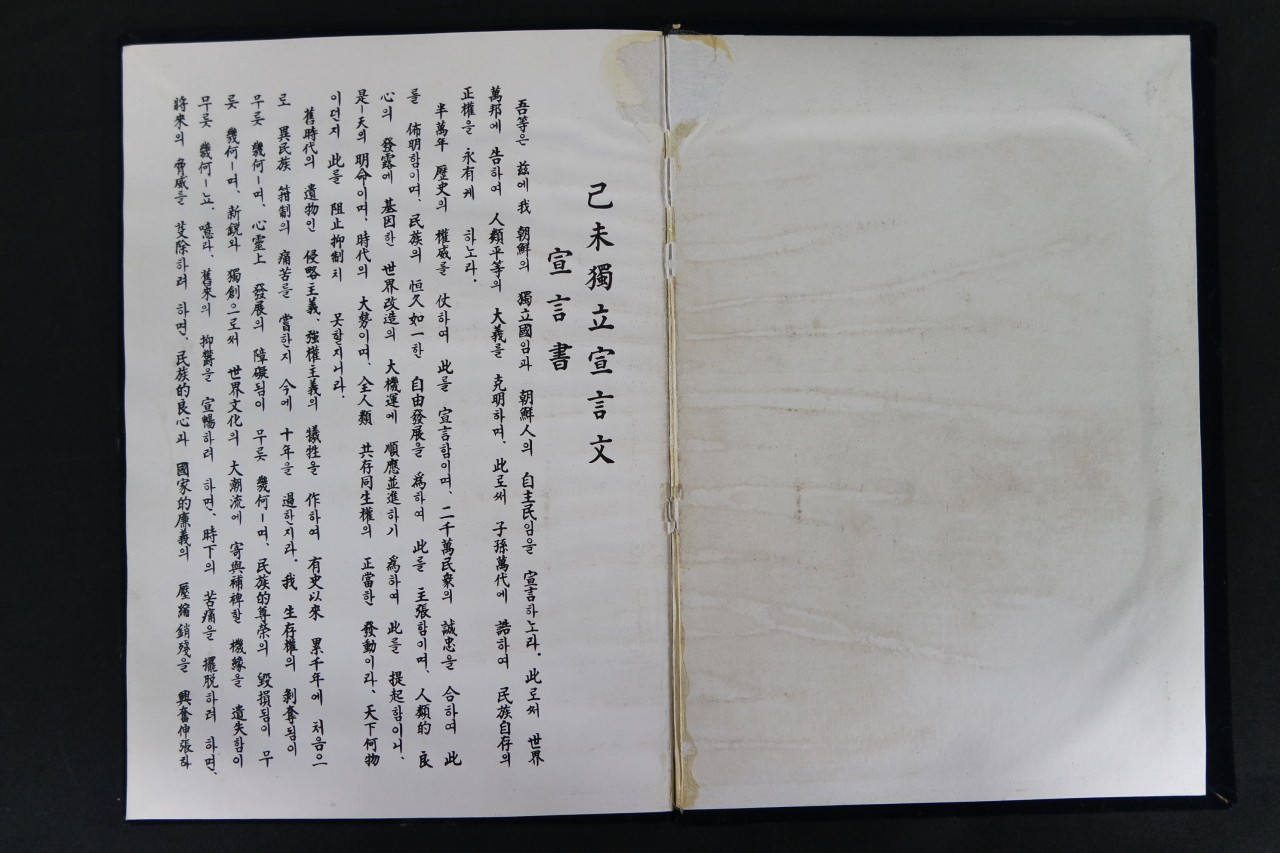 己未獨立宣言文
宣言書
吾等은 玆에 我 朝鮮의 獨立國임과 朝鮮人의 自主民임을 宣言하노라. 此로써 世界
萬邦에 告하여 人類平等의 大義를 克明하며, 此로써 子孫萬代에 誥하여 民族自存의
正權을 永有케 하노라.
半萬年 歷史의 權威를 仗하여 此를 宣言함이며, 二千萬民衆의 誠忠을 合하여 此
를 佈明함이며, 民族의 恒久如一한 自由發展을 爲하여 此를 主張함이며, 人類的 良
心의 發露에 基因한 世界改造의 大機運에 順應並進하기 爲하여 此를 提起함이니,
是ㅣ天의 明命이며, 時代의 大勢이며, 全人類 共存同生權의 正當한 發動이라, 天下何物
이던지 此를 阻止抑制치 못할지니라.
舊時代의 遺物인 侵略主義, 強權主義의 犧牲을 作하여 有史以來 累千年에 처음으
로 異民族 箝制의 痛苦를 嘗한지 今에 十年을 過한지라. 我 生存權의 剝奪됨이
무릇 幾何ㅣ며, 心靈上 發展의 障礙됨이 무릇 幾何ㅣ며, 民族的尊榮의 毀損됨이 무
릇 幾何ㅣ며, 新銳와 獨創으로써 世界文化의 大潮流에 寄與補裨할 機緣을 遺失함이
무릇 幾何ㅣ뇨. 噫라, 舊來의 抑鬱을 宣暢하려 하면, 時下의 苦痛을 擺脫하려 하면,
將來의 脅威를 芟除하려 하면, 民族的良心과 國家的廉義의 壓縮銷殘을 興奮伸張하